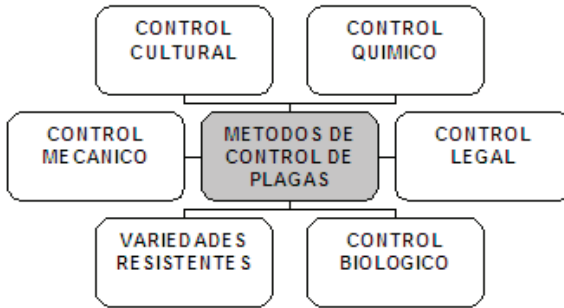 CONTROL
CULTURAL
CONTROL
QUIMICO
CONTROL
MECANICO
METODOS DE
CONTROL DE
PLAGAS
CONTROL
LEGAL
VARIEDADES
RESISTENTES
CONTROL
BIOLOGICO